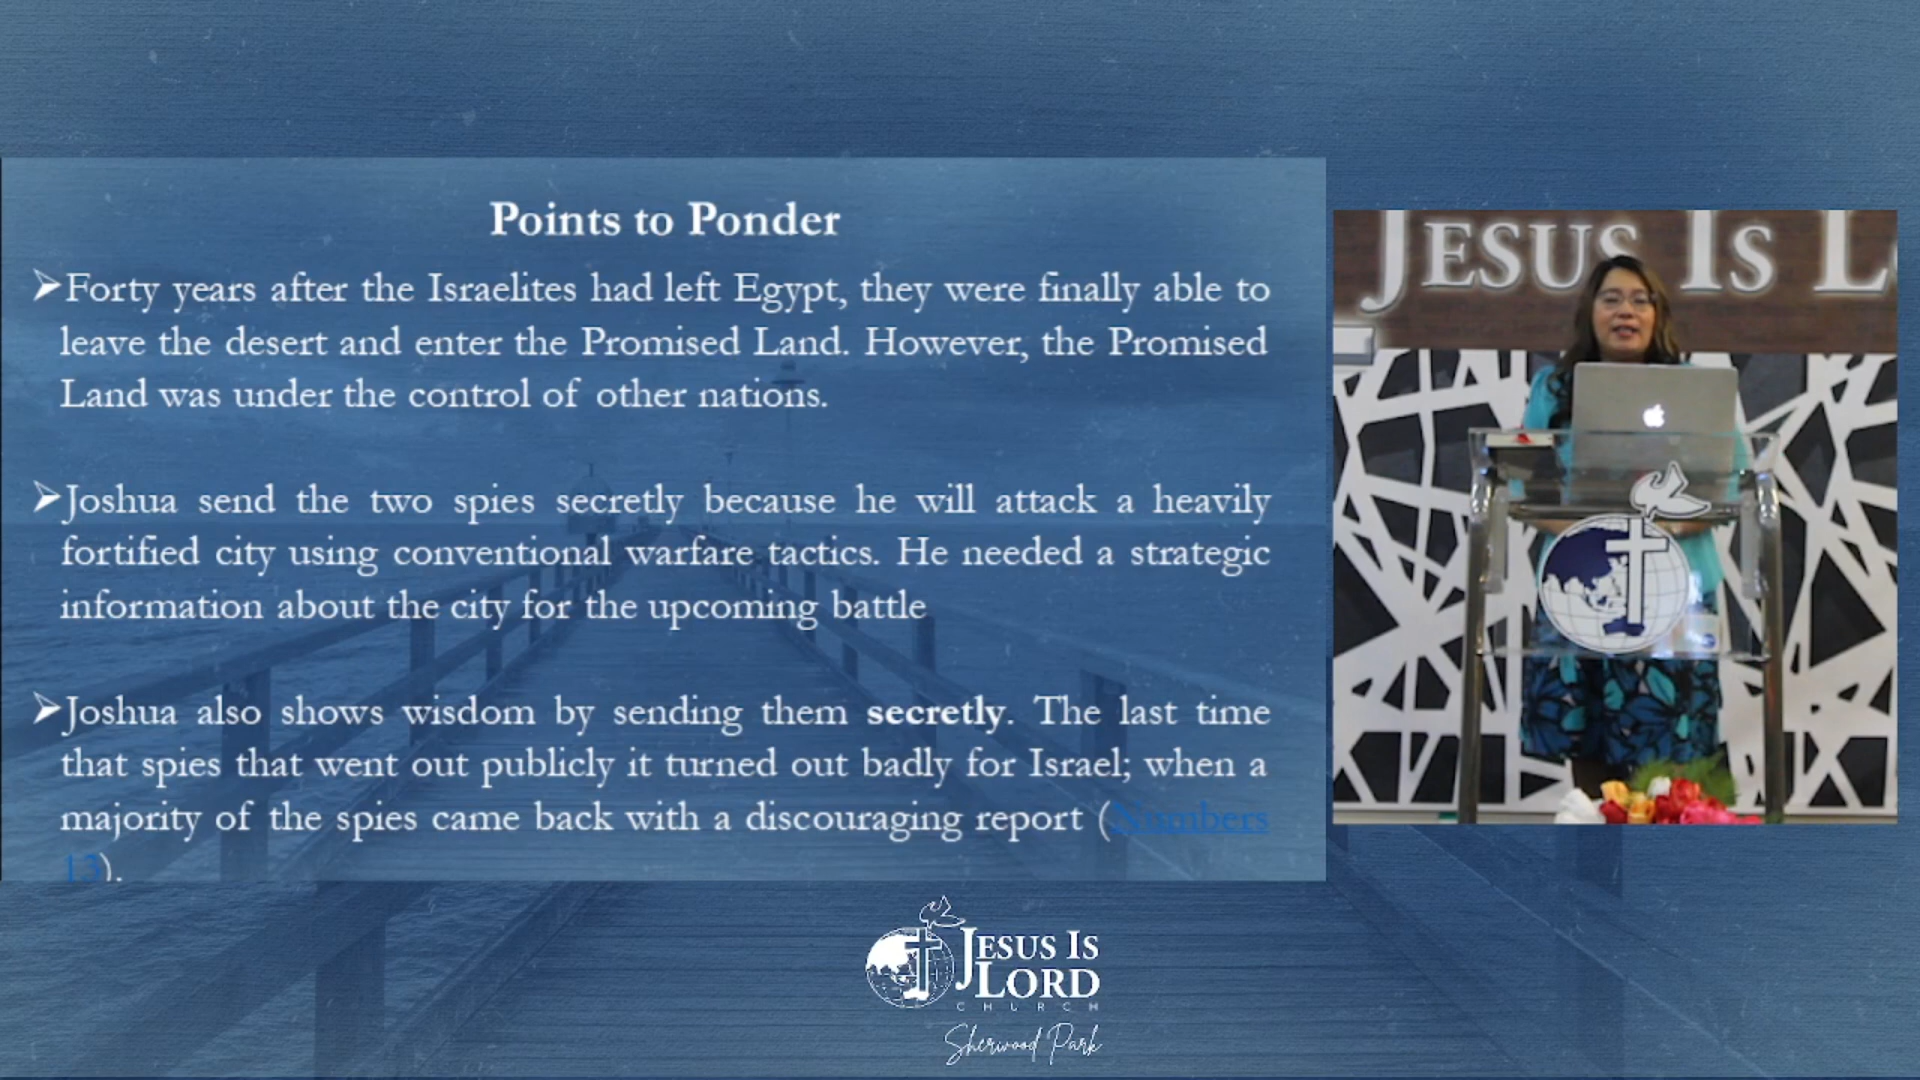 Points to Ponder
➢Forty years after the Israelites had left Egypt, they were finally able to
leave the desert and enter the Promised Land. However, the Promised
Land was under the control of other nations.
➢Joshua send the two spies secretly because he will attack a heavily
fortified city using conventional warfare tactics. He needed a strategic
information about the city for the upcoming battle
➢Joshua also shows wisdom by sending them secretly. The last time
that spies that went out publicly it turned out badly for Israel; when a
majority of the spies came back with a discouraging report (Numbers
13).
JESUS IS L
JESUS IS
LORD
CHURCH
Sherwood Park